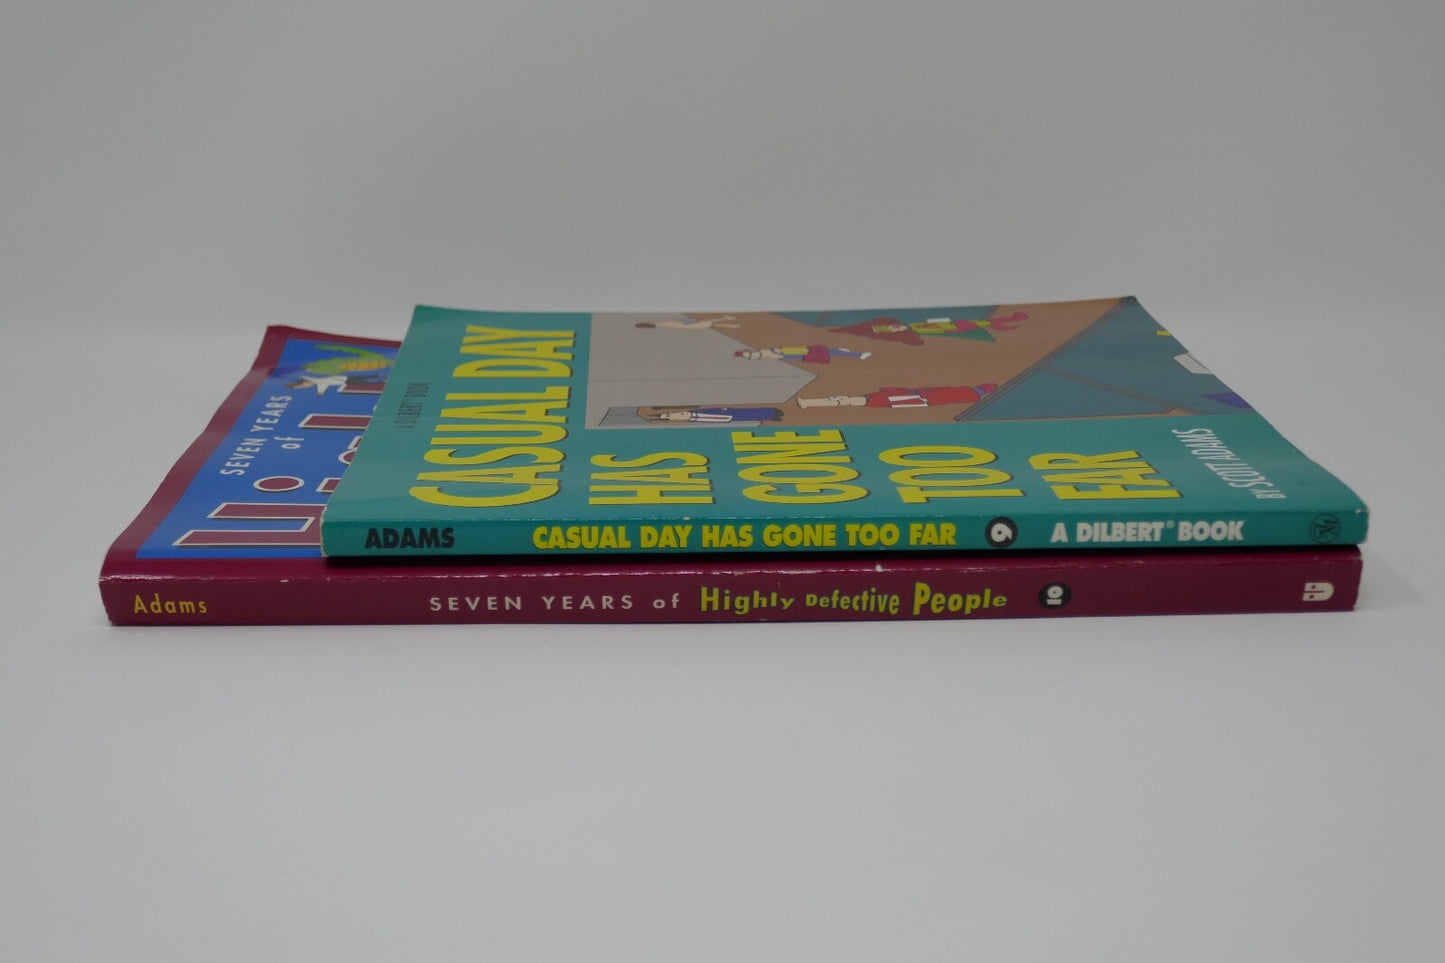 SEVEN YEARS
of
A DILBERT® BOOK
CASUAL DAY
HAS
GONE
TOO
FAR
BY SCOTT ADAMS
ADAMS CASUAL DAY HAS GONE TOO FAR 9 A DILBERT® BOOK
Adams SEVEN YEARS of Highly Defective People 10